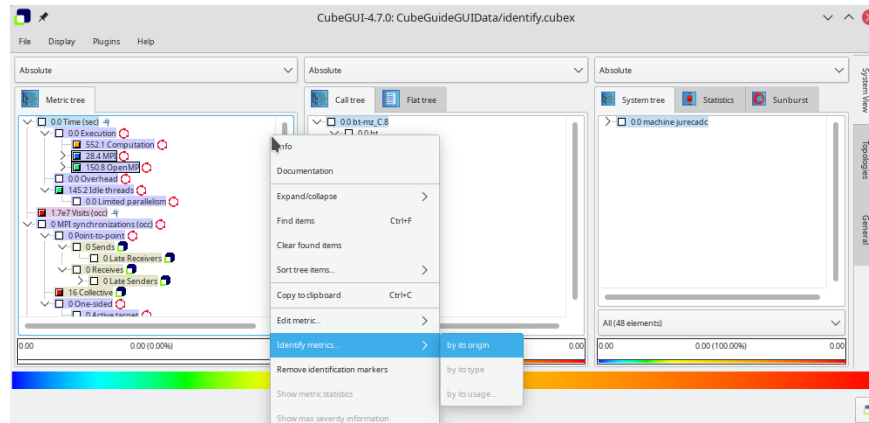 CubeGUI-4.7.0: CubeGuideGUIData/identify.cubex
File Display Plugins Help
Absolute
Absolute
Absolute
Metric tree
Call tree
Flat tree
System tree
Statistics
Sunburst
System View
Topologies
General
0.0 Time (sec)
0.0 Execution
552.1 Computation
28.4 MPI
150.8 OpenMP
0.0 Overhead
145.2 Idle threads
0.0 Limited parallelism
1.7e7 Visits (occ)
0 MPI synchronizations (occ)
0 Point-to-point
0 Sends
0 Late Receivers
0 Receives
0 Late Senders
16 Collective
0 One-sided
0 Active target
0.00 0.00 (0.00%)
0.0 bt-mz_C.8
0.0 bt
Info
Documentation
Expand/collapse
Find items Ctrl+F
Clear found items
Sort tree items...
Copy to clipboard Ctrl+C
Edit metric...
Identify metrics...
Remove identification markers
Show metric statistics
Show max severity information
by its origin
by its type
by its usage...
0.00
0.0 machine jurecadc
All (48 elements)
0.00 0.00 (100.00%) 0.00